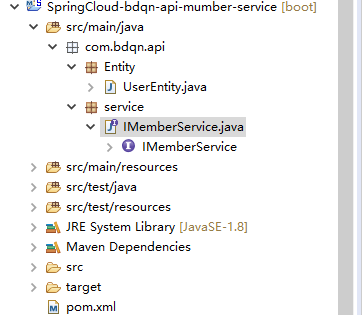 SpringCloud-bdqn-api-mumber-service [boot]
src/main/java
com.bdqn.api
Entity
UserEntity.java
service
IMemberService.java
IMemberService
src/main/resources
src/test/java
src/test/resources
JRE System Library [JavaSE-1.8]
Maven Dependencies
src
target
pom.xml